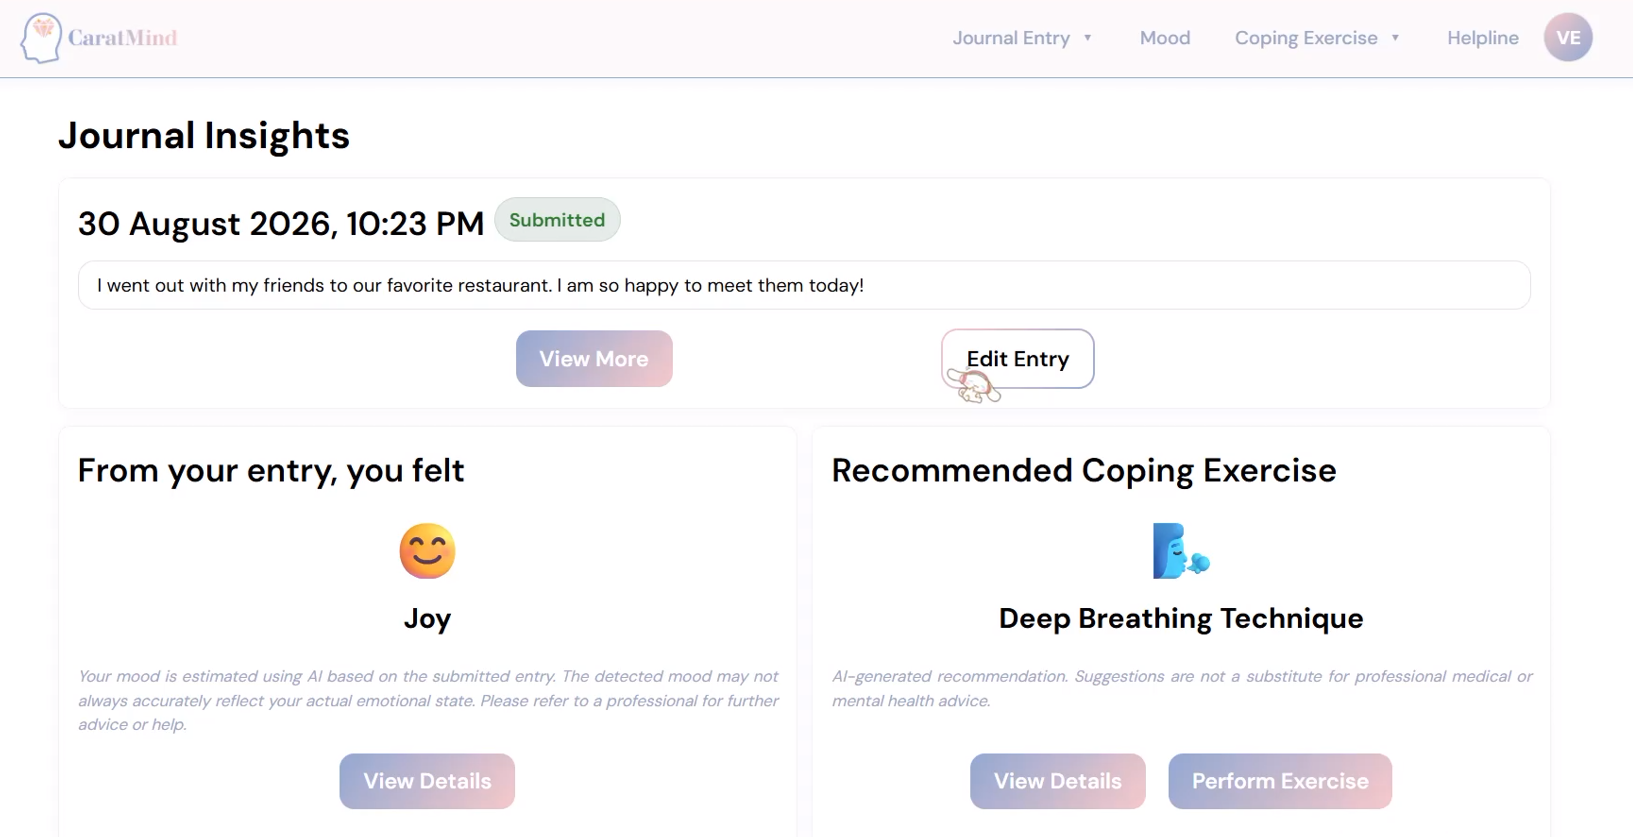 CaratMind
Journal Entry ▼ Mood Coping Exercise ▼ Helpline VE
Journal Insights
30 August 2026, 10:23 PM Submitted
I went out with my friends to our favorite restaurant. I am so happy to meet them today!
View More Edit Entry
From your entry, you felt
Joy
Your mood is estimated using AI based on the submitted entry. The detected mood may not
always accurately reflect your actual emotional state. Please refer to a professional for further
advice or help.
View Details
Recommended Coping Exercise
Deep Breathing Technique
AI-generated recommendation. Suggestions are not a substitute for professional medical or
mental health advice.
View Details Perform Exercise